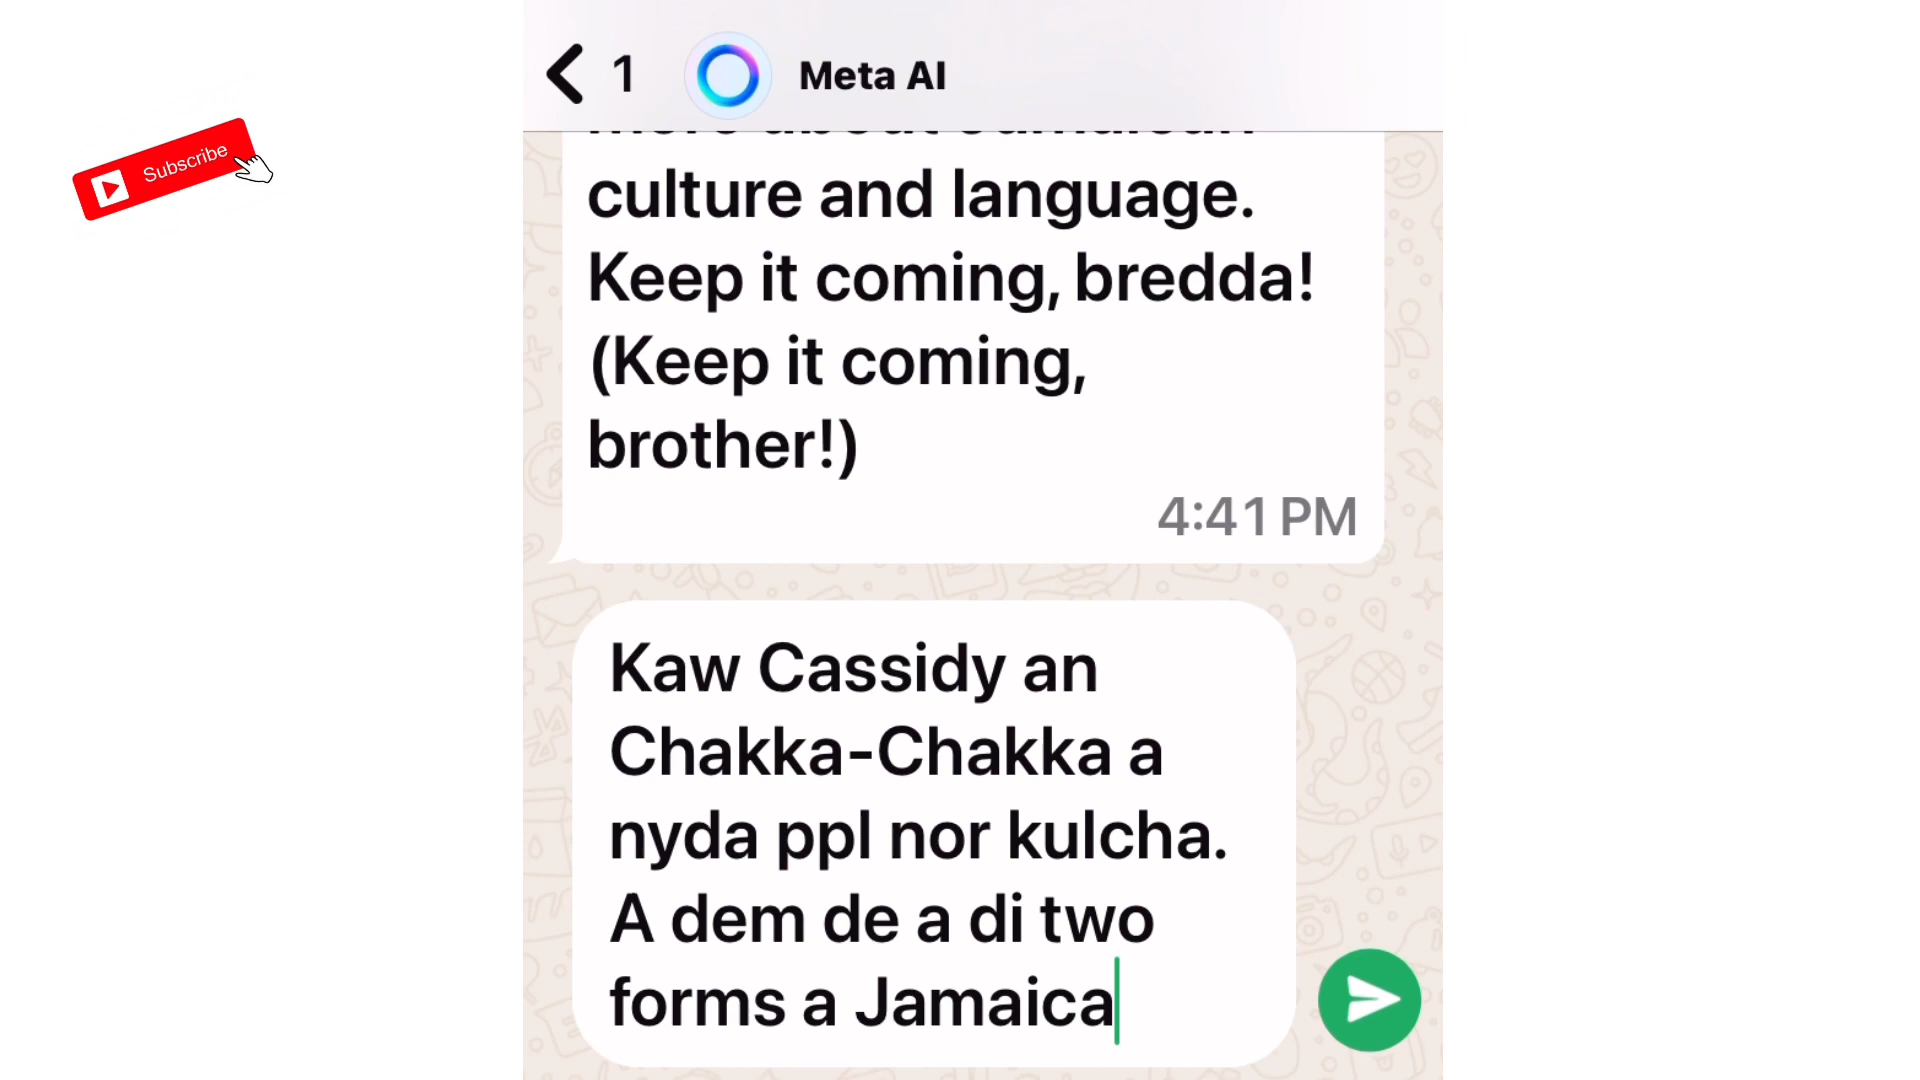 Subscribe
1 Meta AI
culture and language.
Keep it coming, bredda!
(Keep it coming,
brother!)
4:41 PM
Kaw Cassidy an
Chakka-Chakka a
nyda ppl nor kulcha.
A dem de a di two
forms a Jamaica